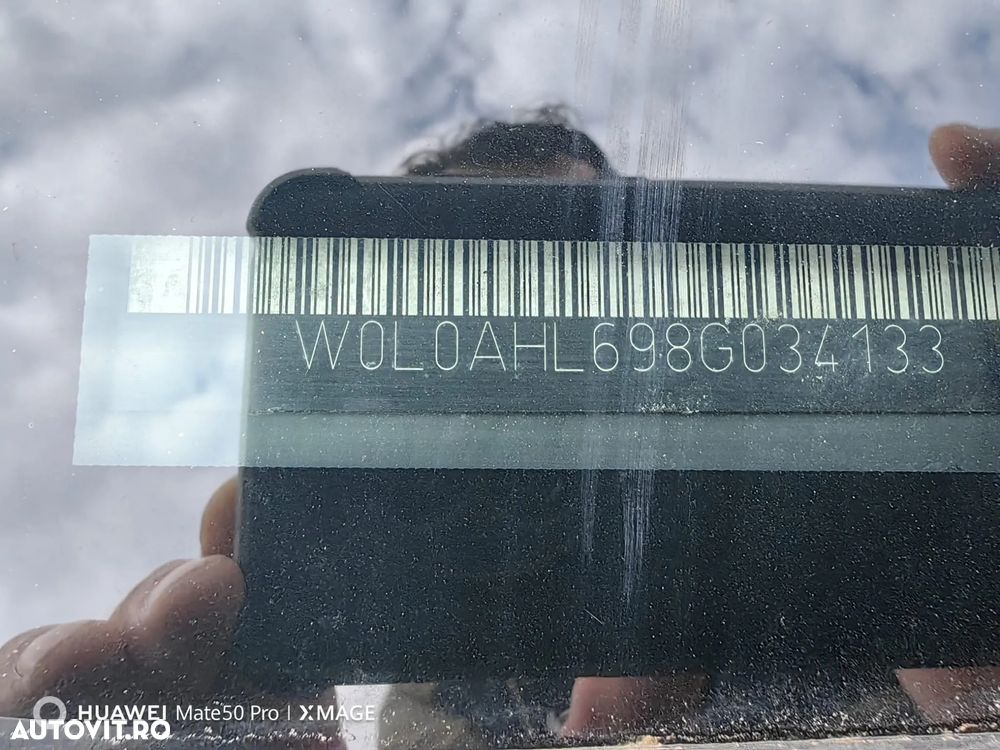 W0L0AHL698G034133
HUAWEI Mate50 Pro | XMAGE
AUTOVIT.RO